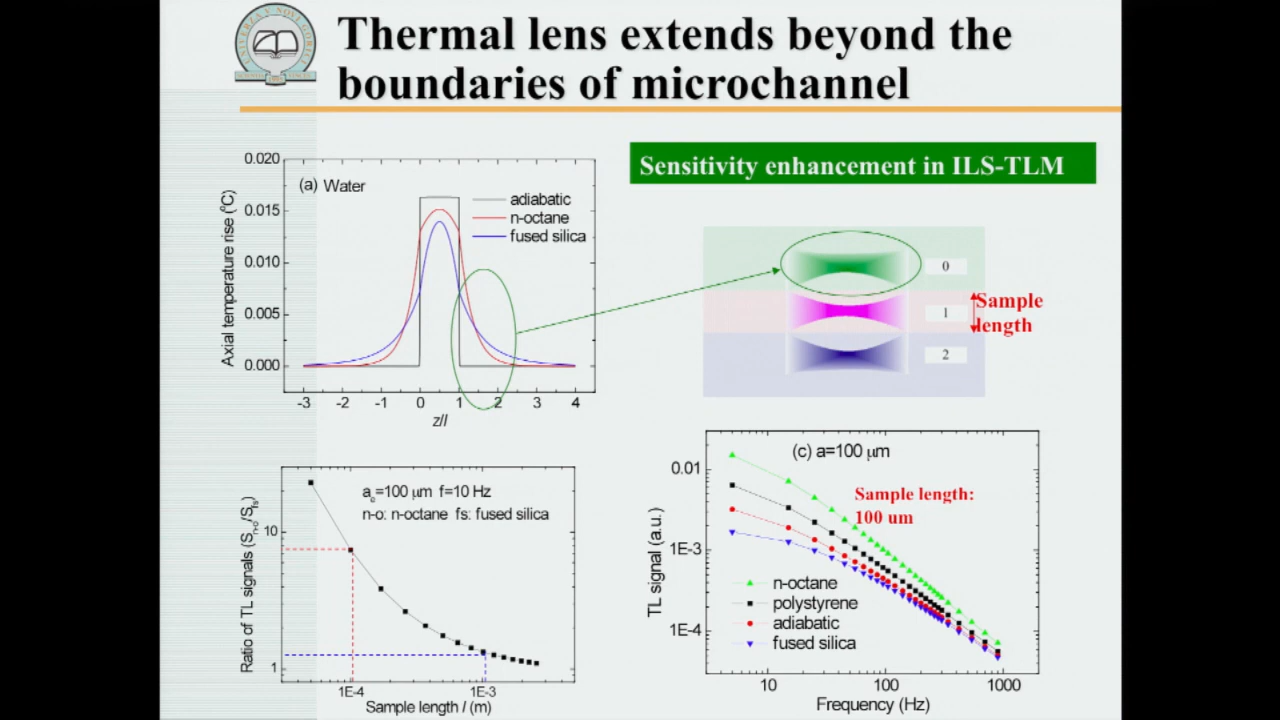 Thermal lens extends beyond the
boundaries of microchannel
Sensitivity enhancement in ILS-TLM
(a) Water
adiabatic
n-octane
fused silica
Axial temperature rise (°C)
0.020
0.015
0.010
0.005
0.000
-3 -2 -1 0 1 2 3 4
z/l
0
1
2
Sample
length
a_o=100 μm f=10 Hz
n-o: n-octane fs: fused silica
Ratio of TL signals (S_n-o/S_fs)
10
1
1E-4 1E-3
Sample length l (m)
(c) a=100 μm
Sample length:
100 um
TL signal (a.u.)
0.01
1E-3
1E-4
n-octane
polystyrene
adiabatic
fused silica
10 100 1000
Frequency (Hz)